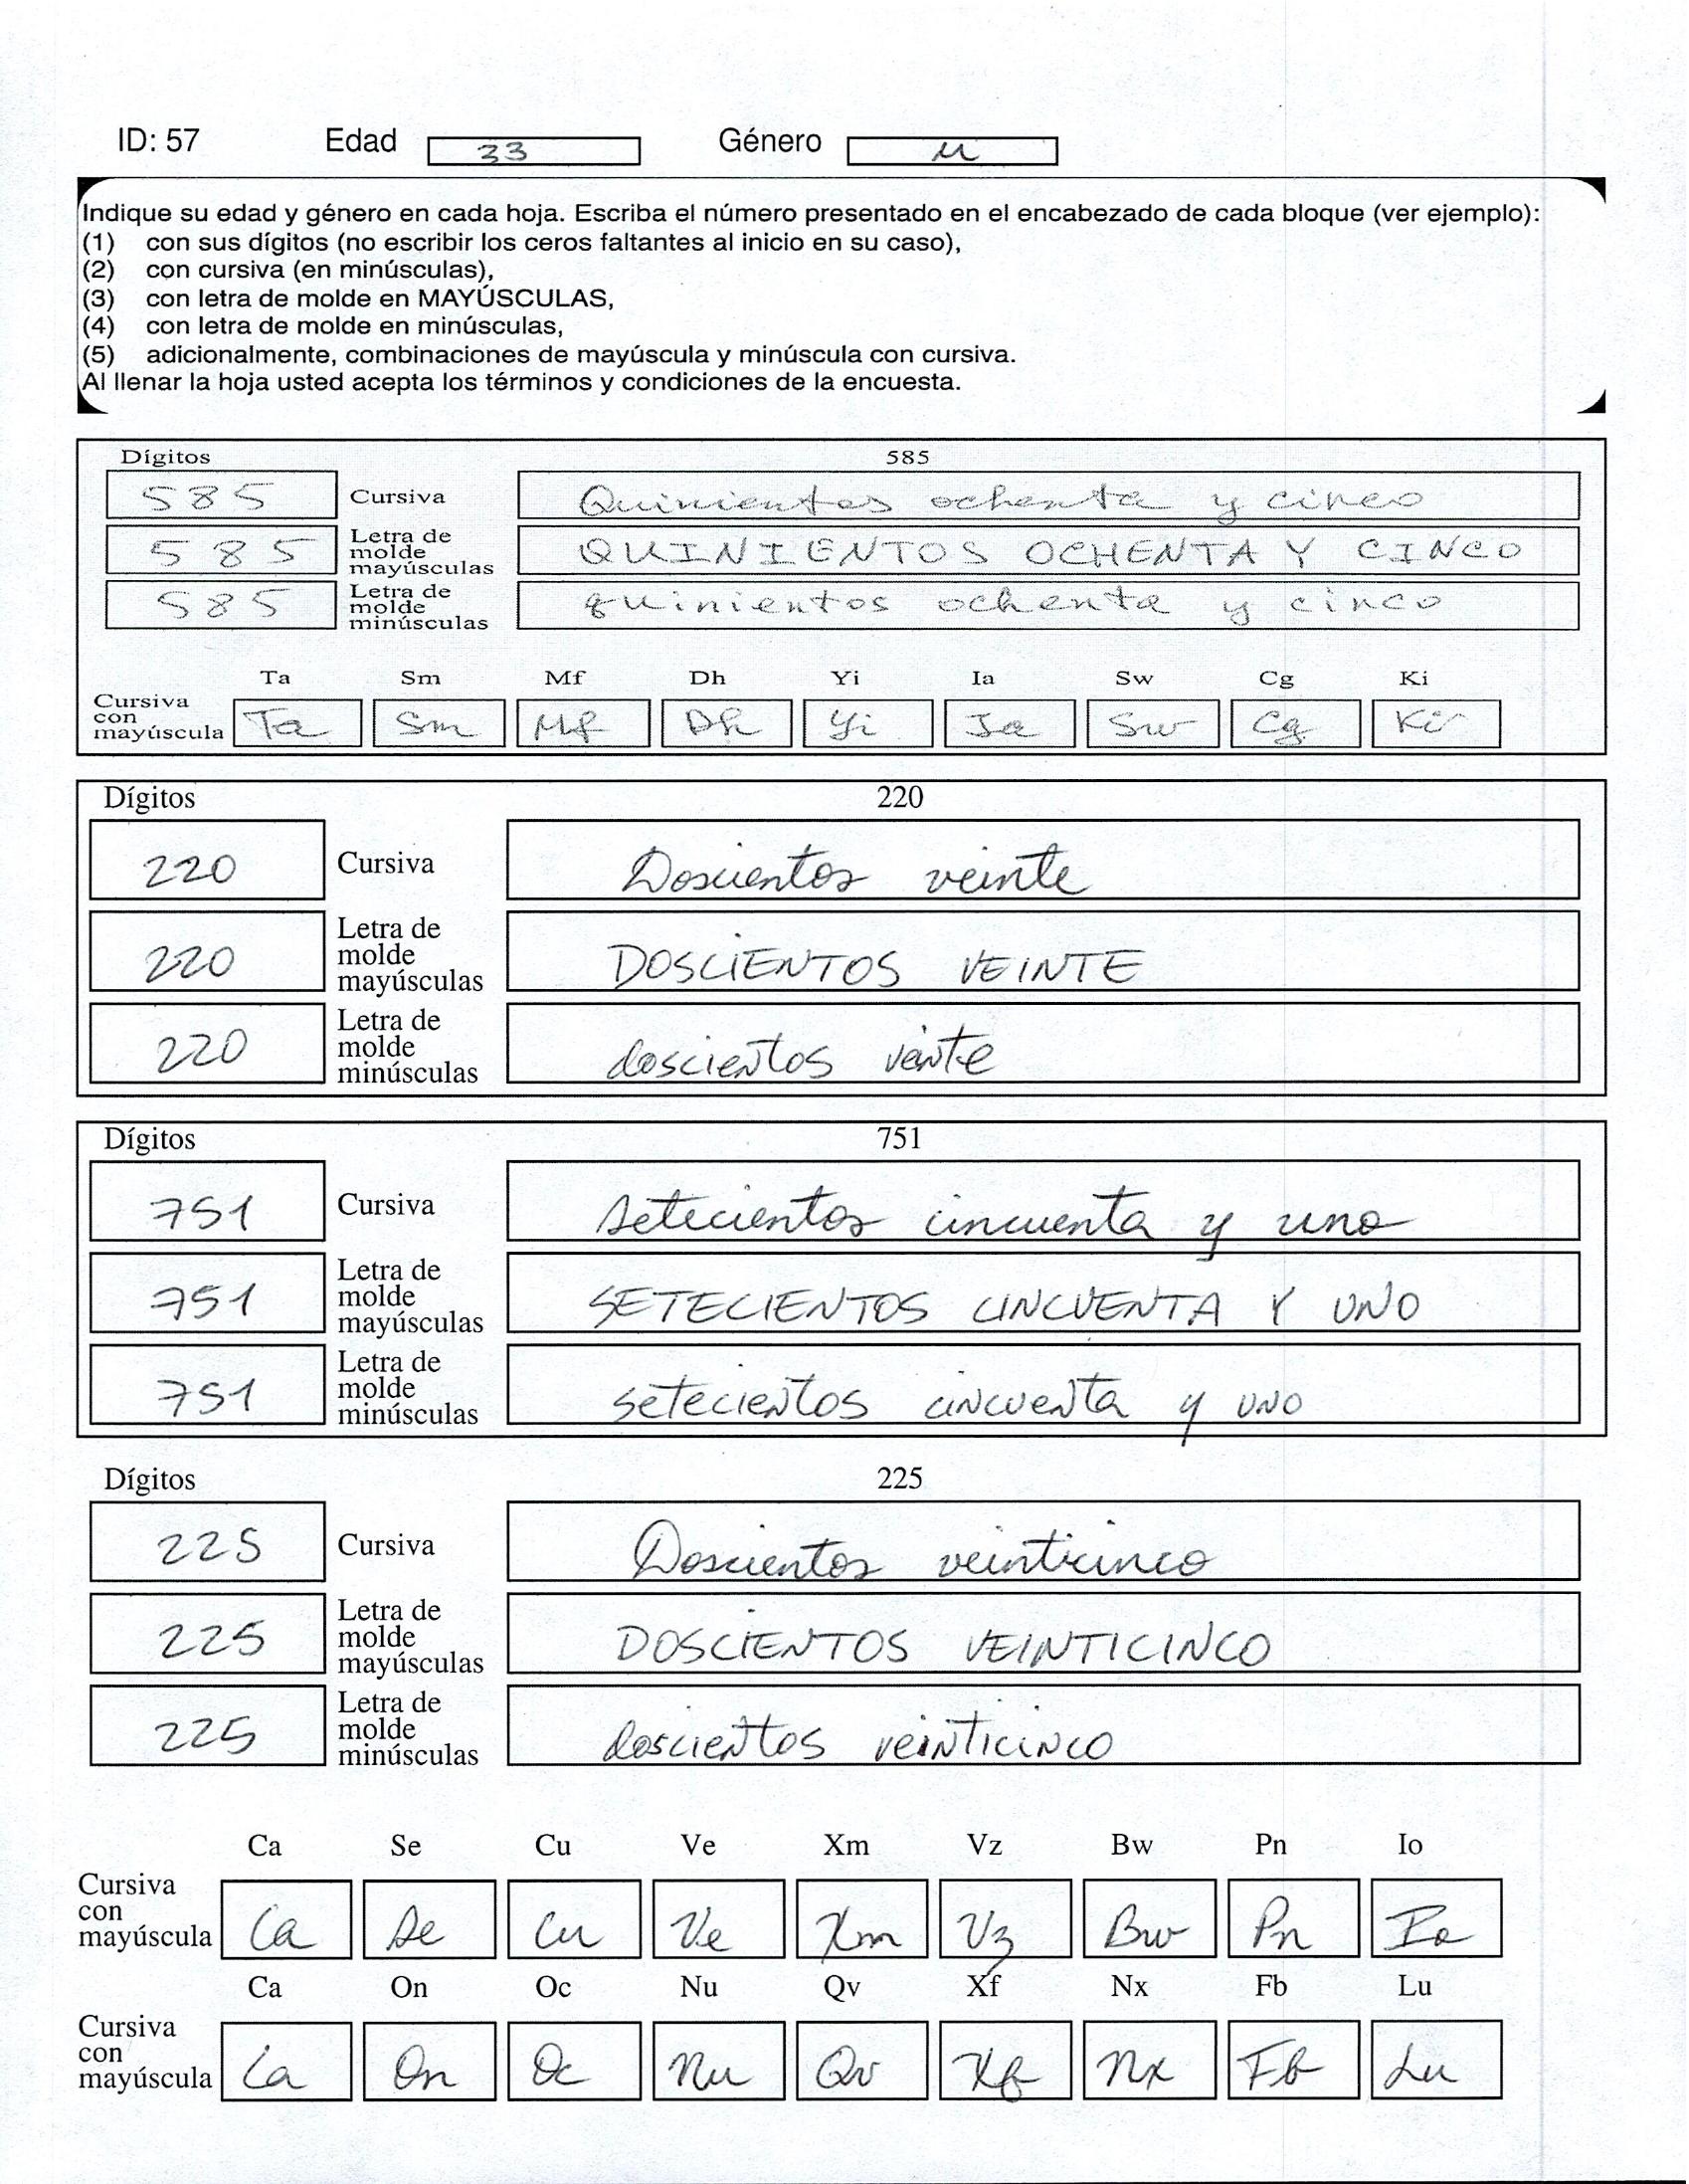 ID: 57 Edad 33 Género M
Indique su edad y género en cada hoja. Escriba el número presentado en el encabezado de cada bloque (ver ejemplo):
(1) con sus dígitos (no escribir los ceros faltantes al inicio en su caso),
(2) con cursiva (en minúsculas),
(3) con letra de molde en MAYÚSCULAS,
(4) con letra de molde en minúsculas,
(5) adicionalmente, combinaciones de mayúscula y minúscula con cursiva.
Al llenar la hoja usted acepta los términos y condiciones de la encuesta.
Dígitos 585
585 Cursiva Quinientos ochenta y cinco
585 Letra de molde mayúsculas QUINIENTOS OCHENTA Y CINCO
585 Letra de molde minúsculas quinientos ochenta y cinco
Ta Sm Mf Dh Yi Ia Sw Cg Ki
Cursiva con mayúscula Ta Sm Mf Dh Yi Ia Sw Cg Ki
Dígitos 220
220 Cursiva Doscientos veinte
220 Letra de molde mayúsculas DOSCIENTOS VEINTE
220 Letra de molde minúsculas doscientos veinte
Dígitos 751
751 Cursiva setecientos cincuenta y uno
751 Letra de molde mayúsculas SETECIENTOS CINCUENTA Y UNO
751 Letra de molde minúsculas setecientos cincuenta y uno
Dígitos 225
225 Cursiva Doscientos veinticinco
225 Letra de molde mayúsculas DOSCIENTOS VEINTICINCO
225 Letra de molde minúsculas doscientos veinticinco
Ca Se Cu Ve Xm Vz Bw Pn Io
Cursiva con mayúscula Ca Se Cu Ve Xm Vz Bw Pn Io
Ca On Oc Nu Qv Xf Nx Fb Lu
Cursiva con mayúscula Ca On Oc Nu Qv Xf Nx Fb Lu